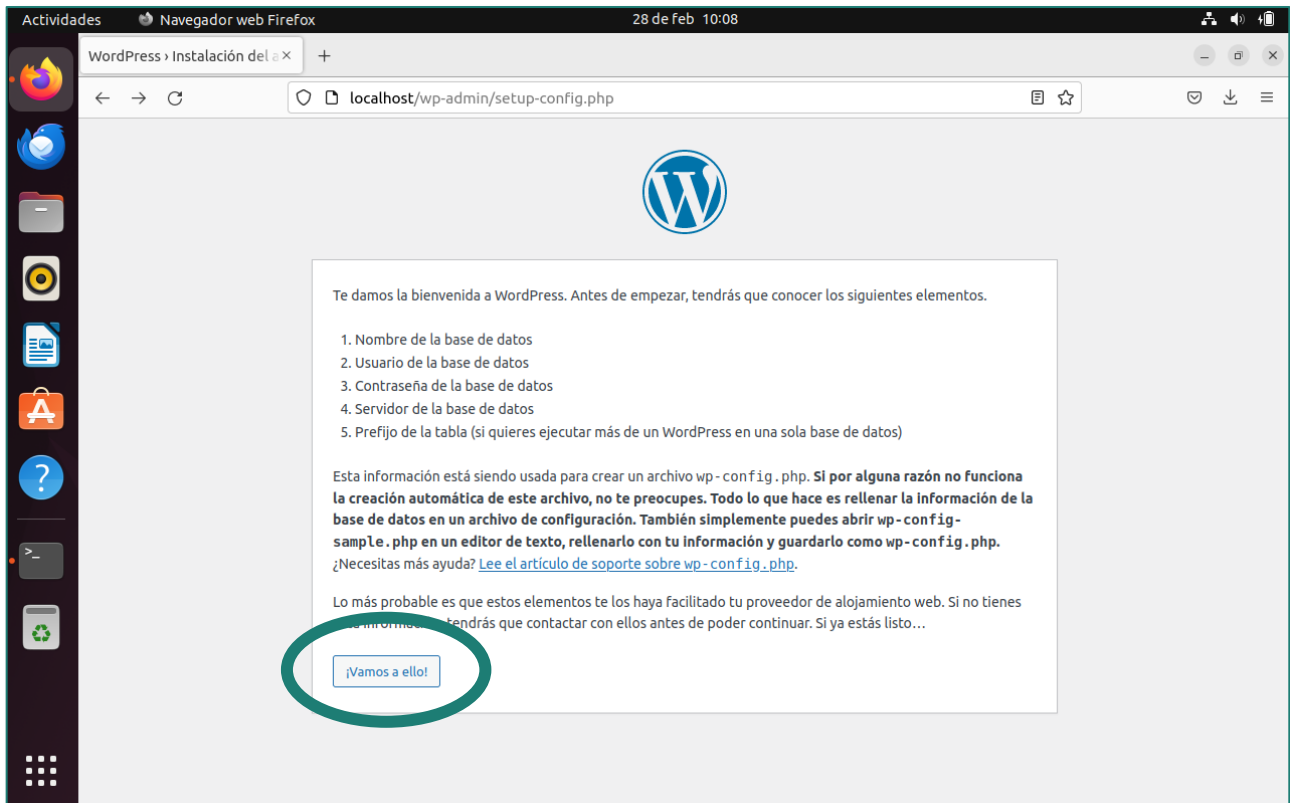 Actividades Navegador web Firefox 28 de feb 10:08
WordPress › Instalación del a
localhost/wp-admin/setup-config.php
Te damos la bienvenida a WordPress. Antes de empezar, tendrás que conocer los siguientes elementos.
1. Nombre de la base de datos
2. Usuario de la base de datos
3. Contraseña de la base de datos
4. Servidor de la base de datos
5. Prefijo de la tabla (si quieres ejecutar más de un WordPress en una sola base de datos)
Esta información está siendo usada para crear un archivo wp-config.php. Si por alguna razón no funciona
la creación automática de este archivo, no te preocupes. Todo lo que hace es rellenar la información de la
base de datos en un archivo de configuración. También simplemente puedes abrir wp-config-
sample.php en un editor de texto, rellenarlo con tu información y guardarlo como wp-config.php.
¿Necesitas más ayuda? Lee el artículo de soporte sobre wp-config.php.
Lo más probable es que estos elementos te los haya facilitado tu proveedor de alojamiento web. Si no tienes
tendrás que contactar con ellos antes de poder continuar. Si ya estás listo…
¡Vamos a ello!